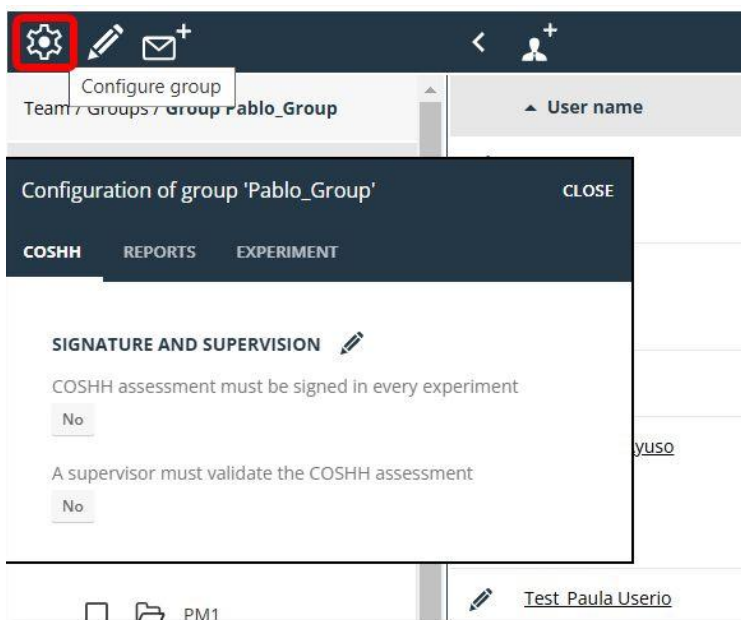 Configure group
Team / Groups / Group Pablo_Group
User name
Configuration of group 'Pablo_Group'
CLOSE
COSHH REPORTS EXPERIMENT
SIGNATURE AND SUPERVISION
COSHH assessment must be signed in every experiment
No
yuso
A supervisor must validate the COSHH assessment
No
PM1
Test Paula Userio